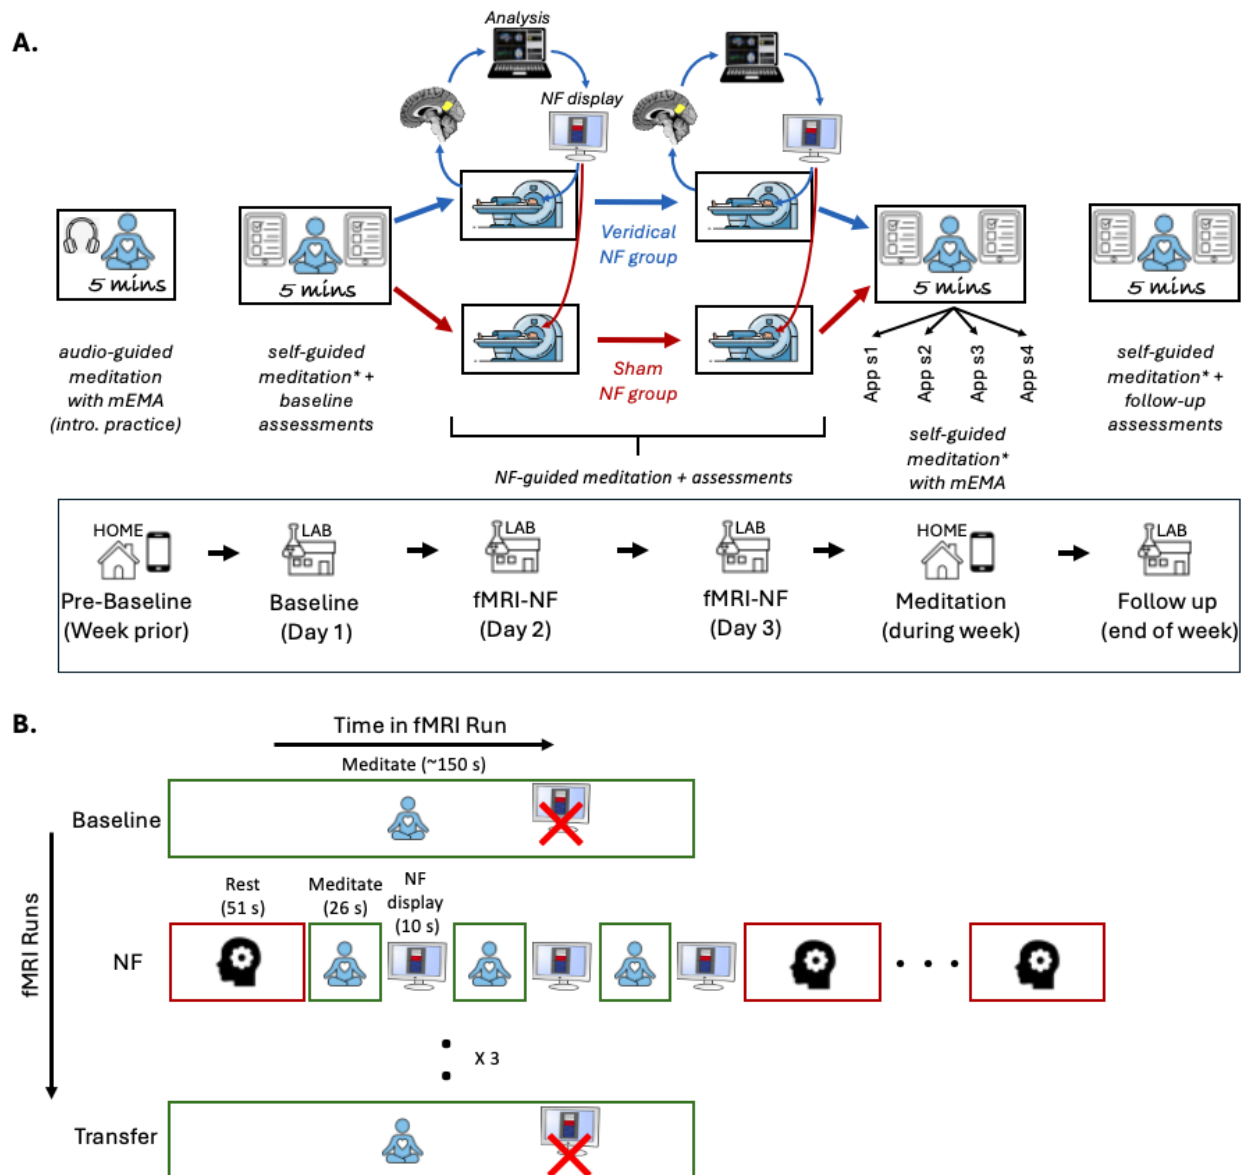 A.
Analysis
NF display
Veridical
NF group
5 mins
5 mins
5 mins
5 mins
Sham
NF group
App s1
App s2
App s3
App s4
audio-guided
meditation
with mEMA
(intro. practice)
self-guided
meditation* +
baseline
assessments
NF-guided meditation + assessments
self-guided
meditation*
with mEMA
self-guided
meditation* +
follow-up
assessments
HOME
Pre-Baseline
(Week prior)
LAB
Baseline
(Day 1)
LAB
fMRI-NF
(Day 2)
LAB
fMRI-NF
(Day 3)
HOME
Meditation
(during week)
LAB
Follow up
(end of week)
B.
Time in fMRI Run
Meditate (~150 s)
Baseline
fMRI Runs
Rest
(51 s)
Meditate
(26 s)
NF
display
(10 s)
NF
X 3
Transfer